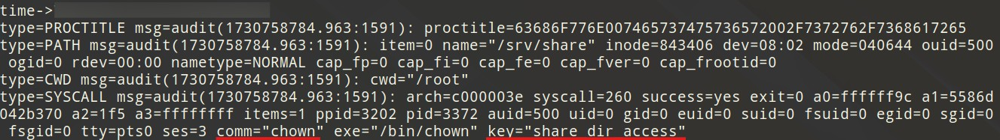 time->
type=PROCTITLE msg=audit(1730758784.963:1591): proctitle=63686F776E007465737475736572002F7372762F7368617265
type=PATH msg=audit(1730758784.963:1591): item=0 name="/srv/share" inode=843406 dev=08:02 mode=040644 ouid=500
ogid=0 rdev=00:00 nametype=NORMAL cap_fp=0 cap_fi=0 cap_fe=0 cap_fver=0 cap_frootid=0
type=CWD msg=audit(1730758784.963:1591): cwd="/root"
type=SYSCALL msg=audit(1730758784.963:1591): arch=c000003e syscall=260 success=yes exit=0 a0=ffffff9c a1=5586d
042b370 a2=1f5 a3=ffffffff items=1 ppid=3202 pid=3372 auid=500 uid=0 gid=0 euid=0 suid=0 fsuid=0 egid=0 sgid=0
fsgid=0 tty=pts0 ses=3 comm="chown" exe="/bin/chown" key="share_dir_access"